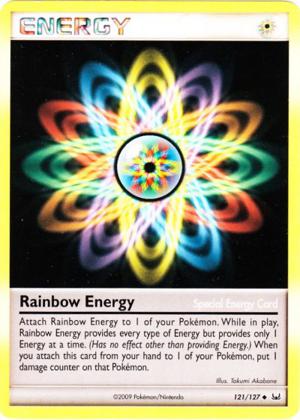 ENERGY
Rainbow Energy
Special Energy Card
Attach Rainbow Energy to 1 of your Pokémon. While in play,
Rainbow Energy provides every type of Energy but provides only 1
Energy at a time. (Has no effect other than providing Energy.) When
you attach this card from your hand to 1 of your Pokémon, put 1
damage counter on that Pokémon.
Illus. Takumi Akabane
©2009 Pokémon/Nintendo
121/127